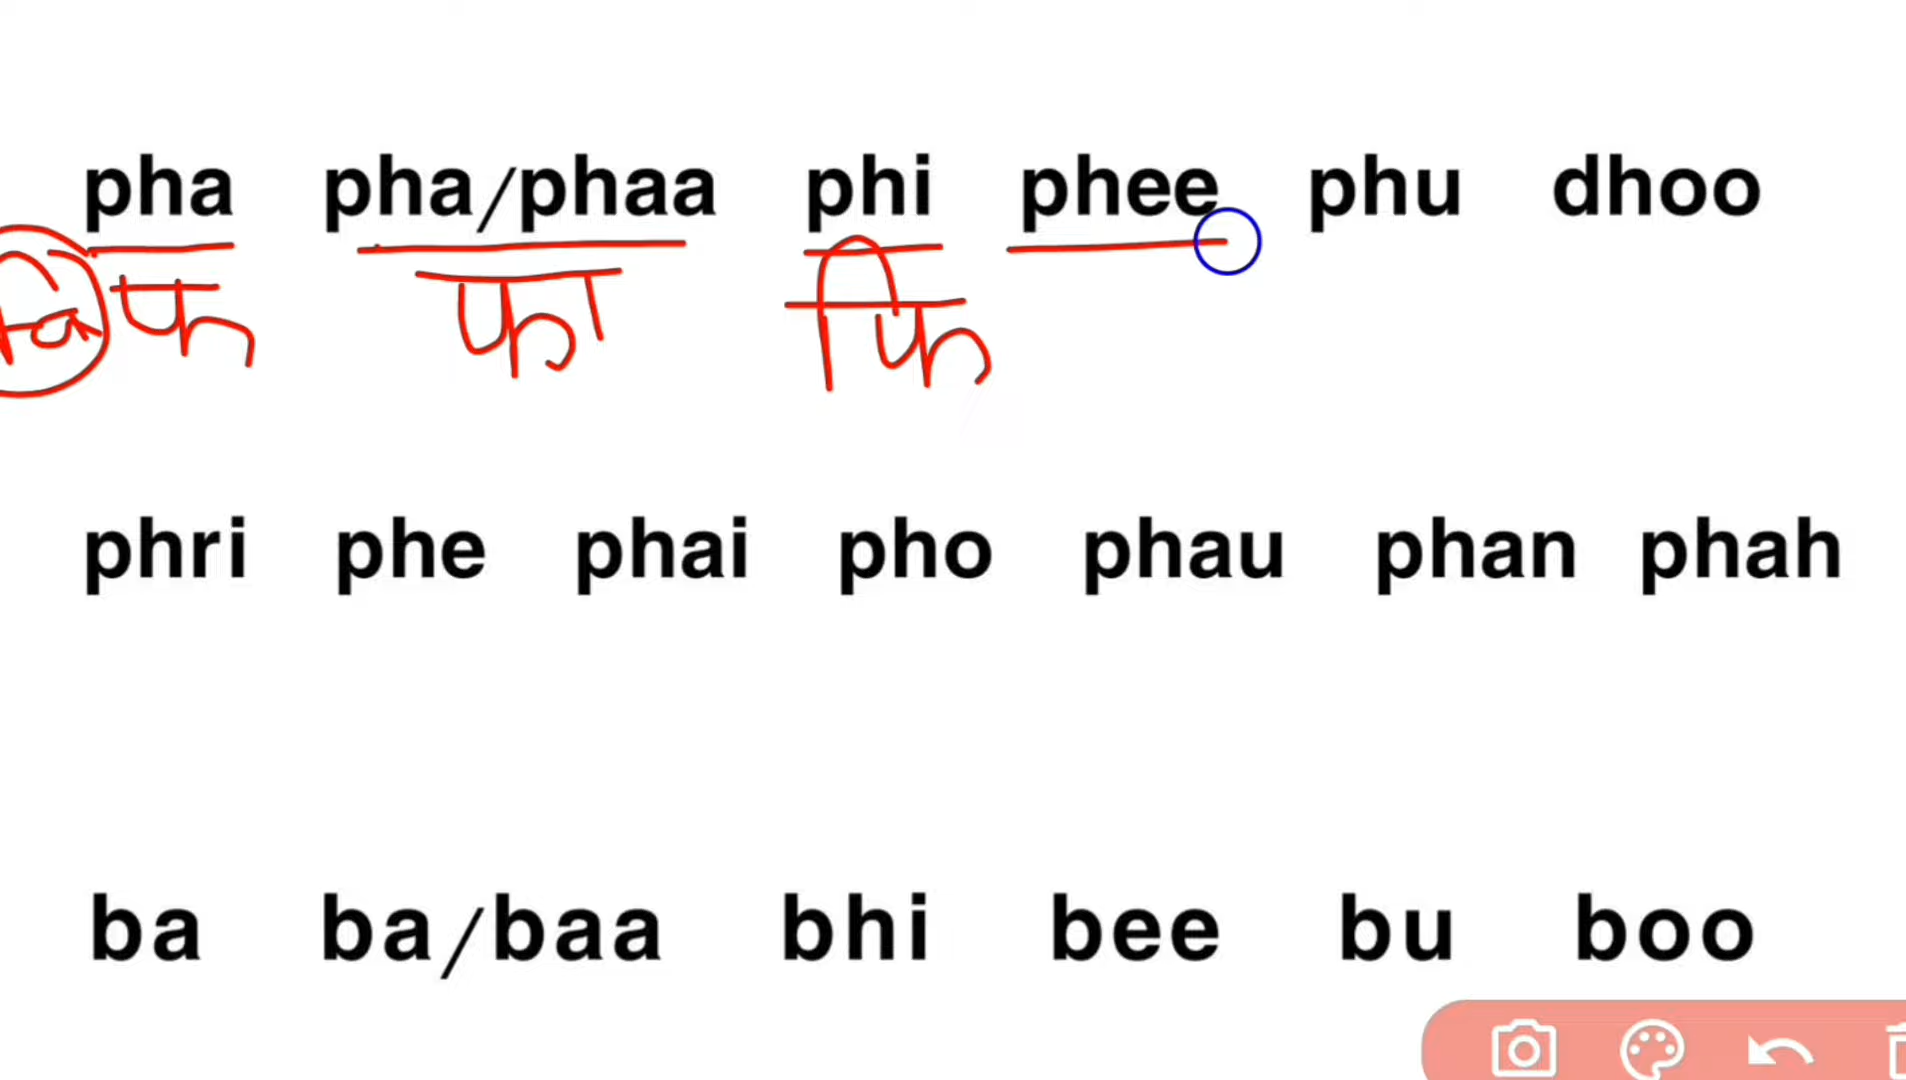 pha pha/phaa phi phee phu dhoo
फ फा फि
phri phe phai pho phau phan phah
ba ba/baa bhi bee bu boo